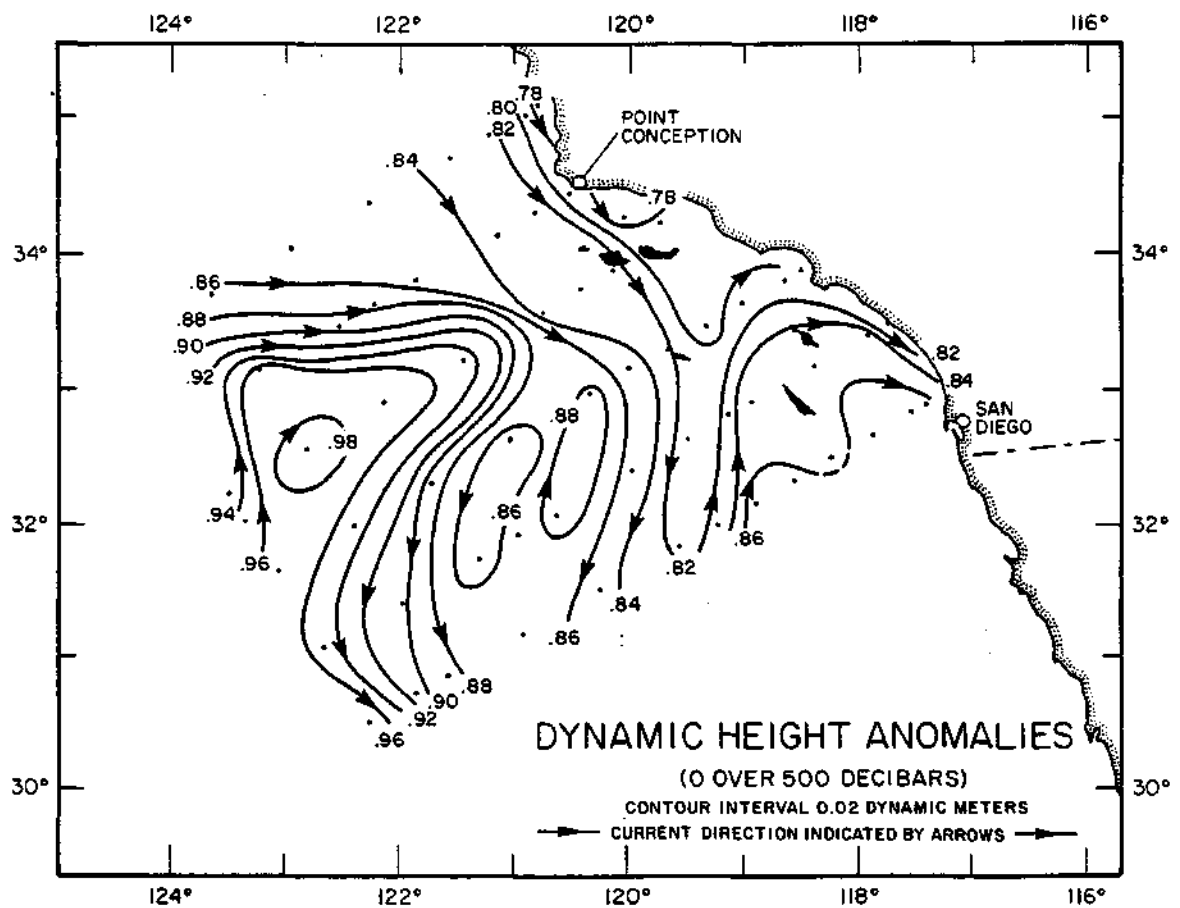 124° 122° 120° 118° 116°
.78
.80
.82
POINT
CONCEPTION
.84
.78
34° 34°
.86
.88
.90
.92
.82
.84
SAN
DIEGO
.88
.98
.86
.94
32° 32°
.96
.86
.82
.84
.86
.88
.90
.92
.96
DYNAMIC HEIGHT ANOMALIES
(0 OVER 500 DECIBARS)
30° 30°
CONTOUR INTERVAL 0.02 DYNAMIC METERS
CURRENT DIRECTION INDICATED BY ARROWS
124° 122° 120° 118° 116°